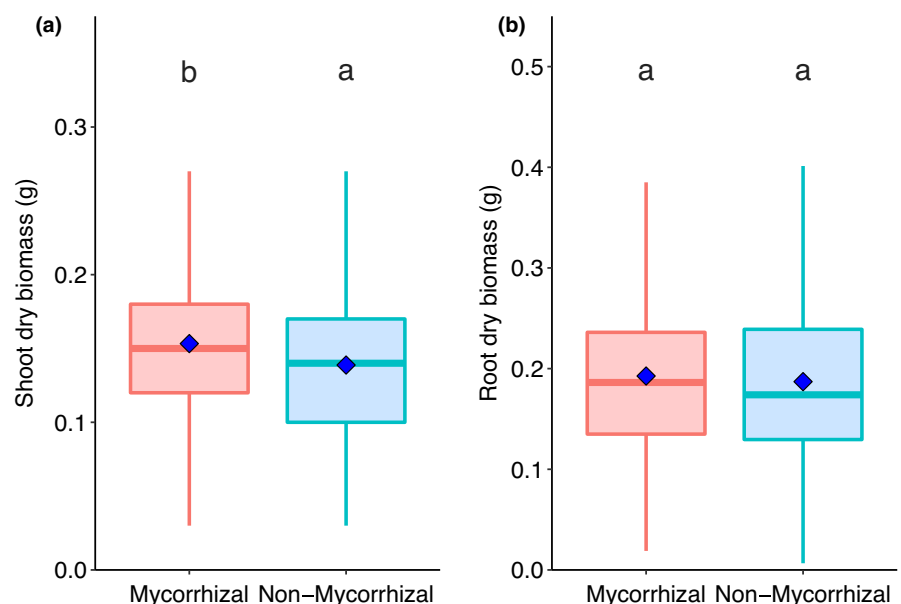 (a)
b
a
0.3
0.2
0.1
0.0
Shoot dry biomass (g)
Mycorrhizal Non−Mycorrhizal
(b)
a
a
0.5
0.4
0.3
0.2
0.1
0.0
Root dry biomass (g)
Mycorrhizal Non−Mycorrhizal